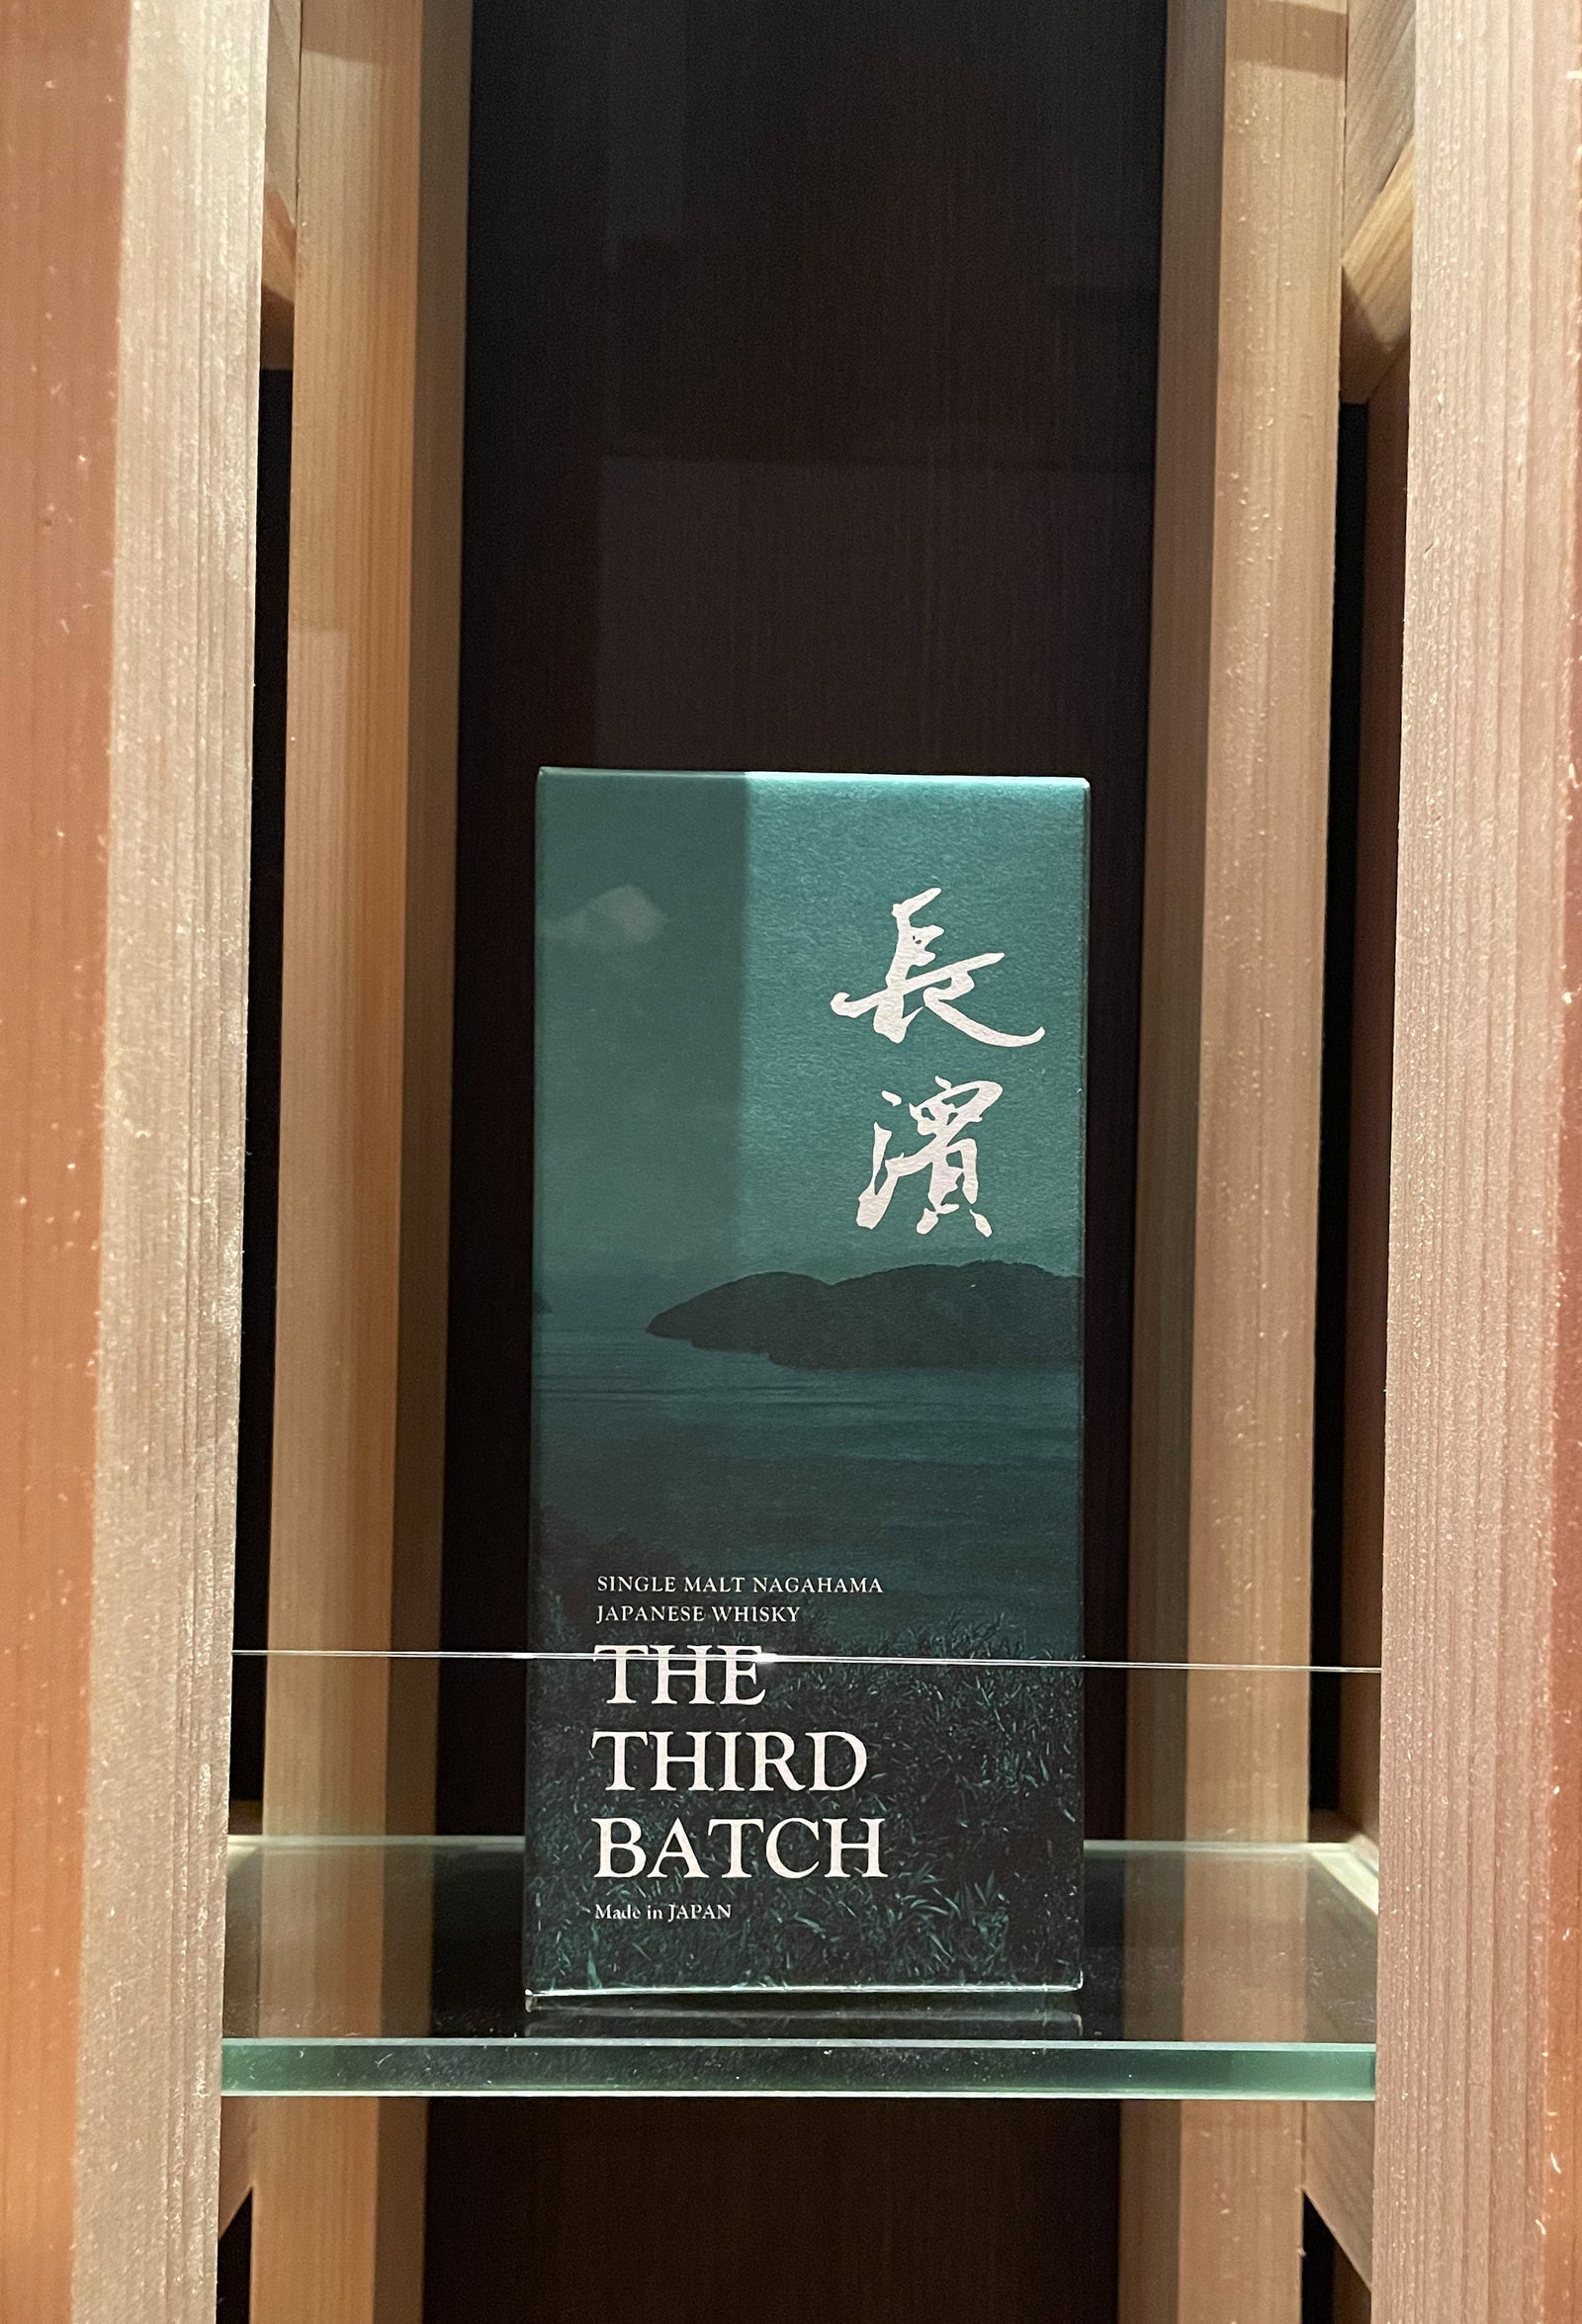 長濱
SINGLE MALT NAGAHAMA
JAPANESE WHISKY
THE
THIRD
BATCH
Made in JAPAN